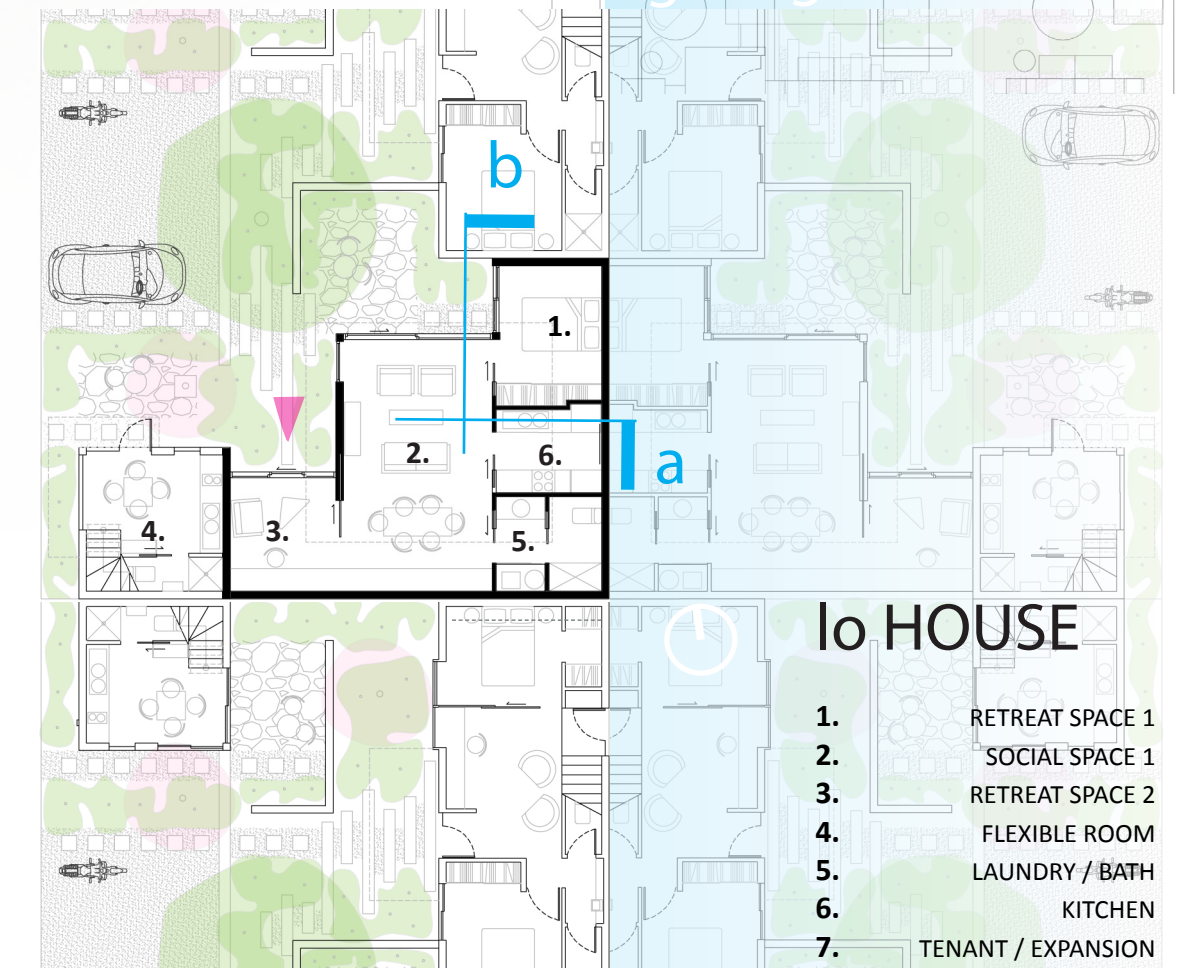 b
1.
2.
6.
a
3.
4.
5.
lo HOUSE
1. RETREAT SPACE 1
2. SOCIAL SPACE 1
3. RETREAT SPACE 2
4. FLEXIBLE ROOM
5. LAUNDRY / BATH
6. KITCHEN
7. TENANT / EXPANSION